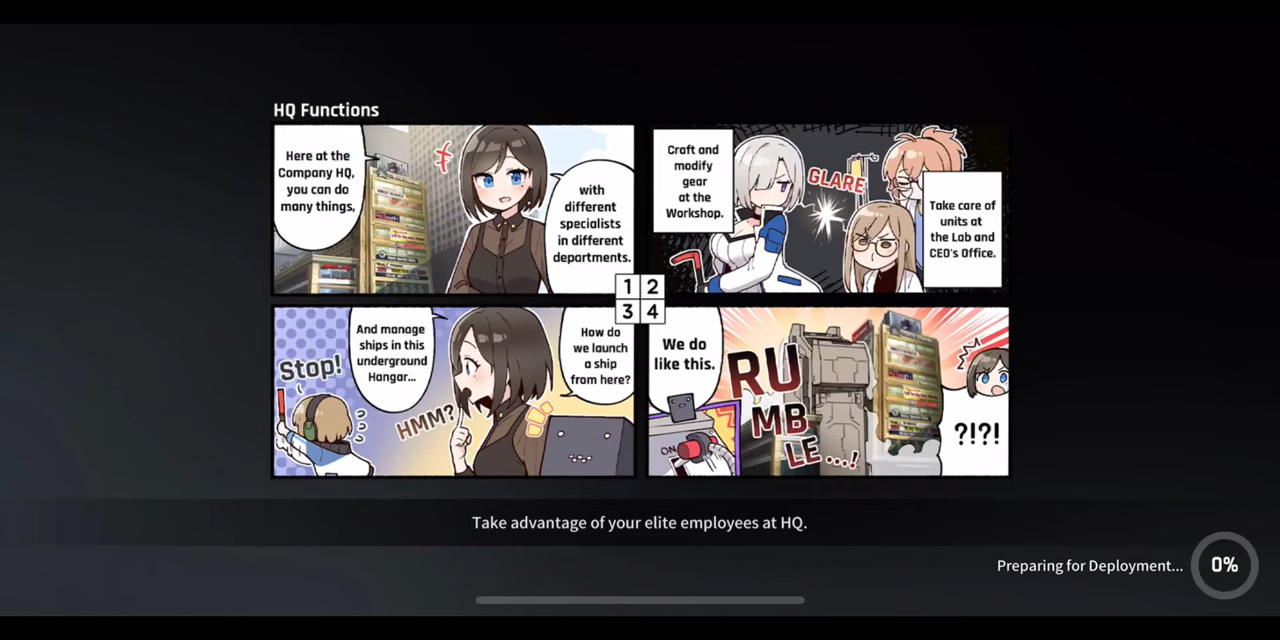 HQ Functions
Here at the
Company HQ,
you can do
many things,
with
different
specialists
in different
departments.
Craft and
modify
gear
at the
Workshop.
GLARE
Take care of
units at
the Lab and
CEO's Office.
1 2
3 4
Stop!
And manage
ships in this
underground
Hangar...
HMM?
How do
we launch
a ship
from here?
We do
like this.
ON
RU
MB
LE...!
?!?!
Take advantage of your elite employees at HQ.
Preparing for Deployment...
0%